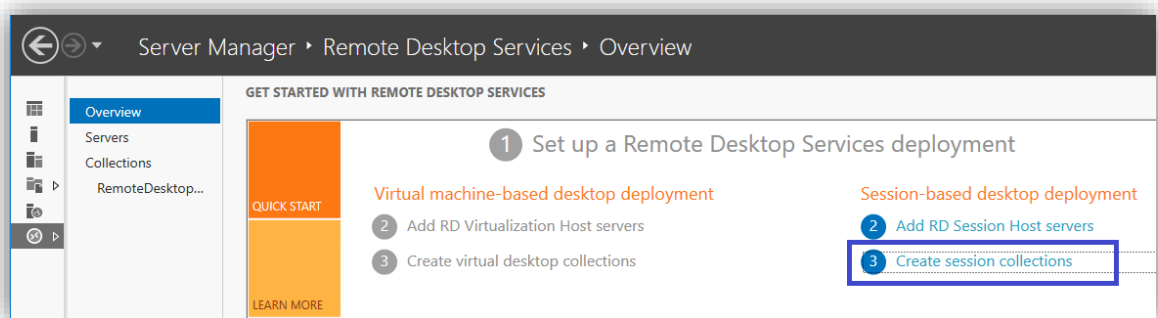 Server Manager ‣ Remote Desktop Services ‣ Overview
GET STARTED WITH REMOTE DESKTOP SERVICES
Overview
Servers
Collections
RemoteDesktop...
QUICK START
LEARN MORE
1 Set up a Remote Desktop Services deployment
Virtual machine-based desktop deployment
2 Add RD Virtualization Host servers
3 Create virtual desktop collections
Session-based desktop deployment
2 Add RD Session Host servers
3 Create session collections